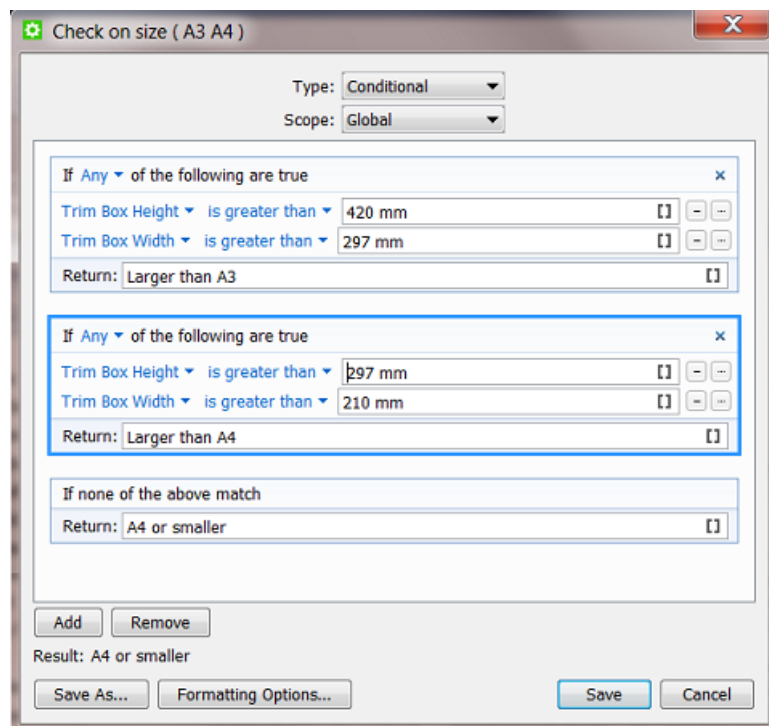 Check on size ( A3 A4 )
Type: Conditional
Scope: Global
If Any of the following are true
Trim Box Height is greater than 420 mm
Trim Box Width is greater than 297 mm
Return: Larger than A3
If Any of the following are true
Trim Box Height is greater than 297 mm
Trim Box Width is greater than 210 mm
Return: Larger than A4
If none of the above match
Return: A4 or smaller
Add Remove
Result: A4 or smaller
Save As... Formatting Options... Save Cancel